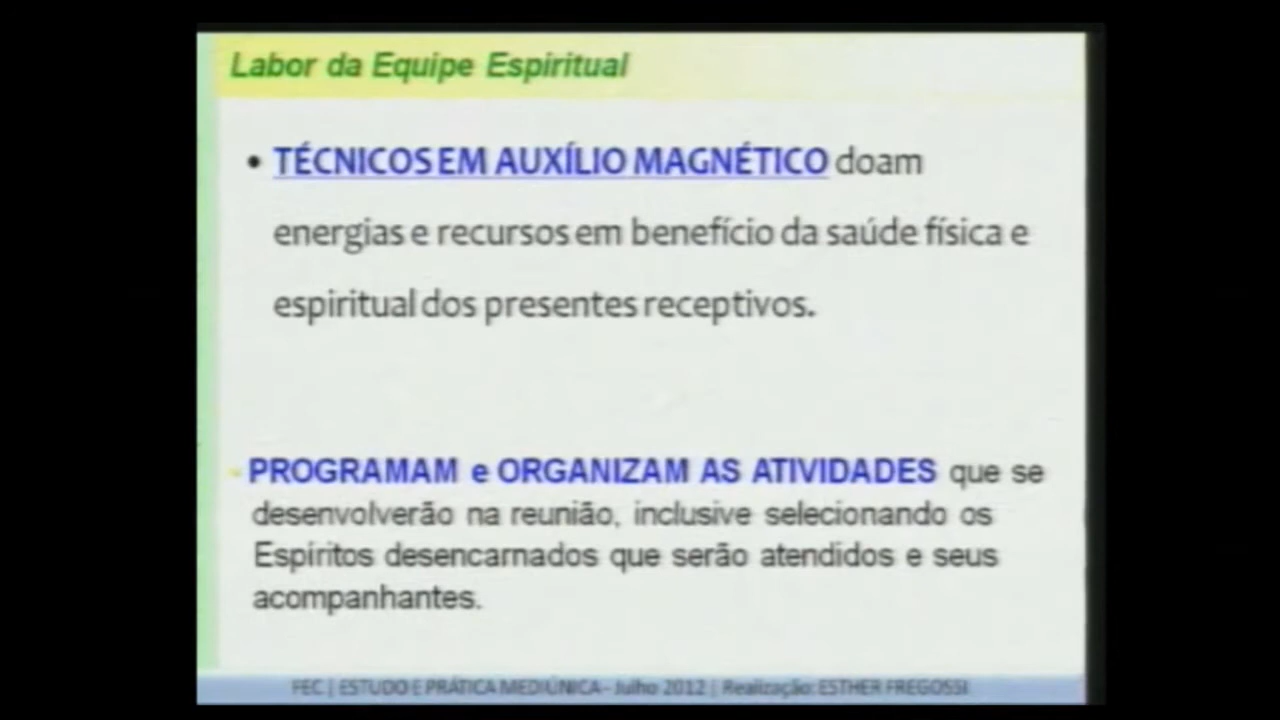 Labor da Equipe Espiritual
• TÉCNICOS EM AUXÍLIO MAGNÉTICO doam
energias e recursos em benefício da saúde física e
espiritual dos presentes receptivos.
- PROGRAMAM e ORGANIZAM AS ATIVIDADES que se
desenvolverão na reunião, inclusive selecionando os
Espíritos desencarnados que serão atendidos e seus
acompanhantes.
FEC | ESTUDO E PRÁTICA MEDIÚNICA - Julho 2012 | Realização: ESTHER FREGOSSI